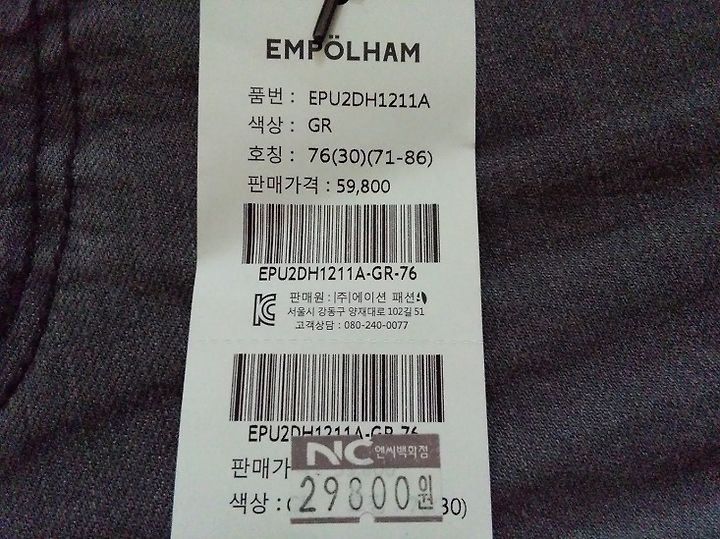 EMPÖLHAM
품번 : EPU2DH1211A
색상 : GR
호칭 : 76(30)(71-86)
판매가격 : 59,800
EPU2DH1211A-GR-76
판매원 : (주)에이션 패션
서울시 강동구 양재대로 102길 51
고객상담 : 080-240-0077
EPU2DH1211A-GR-76
NC 엔씨백화점
판매가
29800원
색상 : 30)